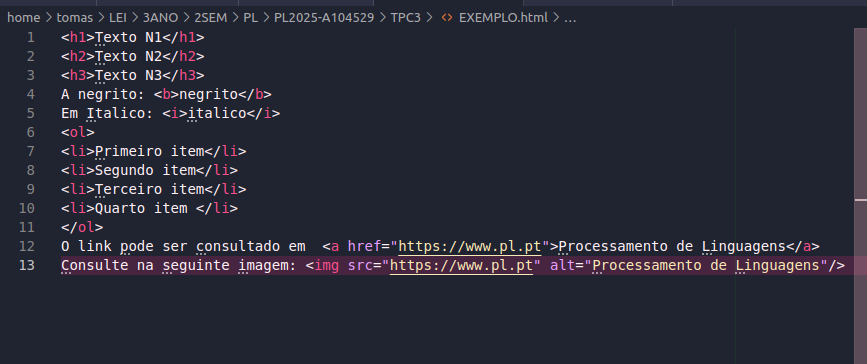 home > tomas > LEI > 3ANO > 2SEM > PL > PL2025-A104529 > TPC3 > <> EXEMPLO.html > ...
1 <h1>Texto N1</h1>
2 <h2>Texto N2</h2>
3 <h3>Texto N3</h3>
4 A negrito: <b>negrito</b>
5 Em Italico: <i>italico</i>
6 <ol>
7 <li>Primeiro item</li>
8 <li>Segundo item</li>
9 <li>Terceiro item</li>
10 <li>Quarto item </li>
11 </ol>
12 O link pode ser consultado em  <a href="https://www.pl.pt">Processamento de Linguagens</a>
13 Consulte na seguinte imagem: <img src="https://www.pl.pt" alt="Processamento de Linguagens"/>